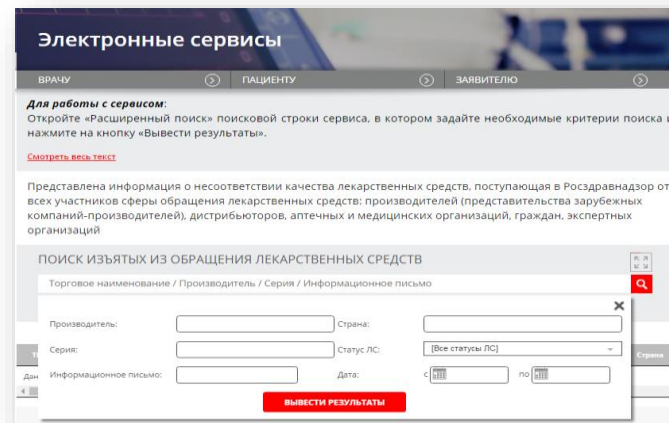 Электронные сервисы
ВРАЧУ ПАЦИЕНТУ ЗАЯВИТЕЛЮ
Для работы с сервисом:
Откройте «Расширенный поиск» поисковой строки сервиса, в котором задайте необходимые критерии поиска и
нажмите на кнопку «Вывести результаты».
Смотреть весь текст
Представлена информация о несоответствии качества лекарственных средств, поступающая в Росздравнадзор от
всех участников сферы обращения лекарственных средств: производителей (представительства зарубежных
компаний-производителей), дистрибьюторов, аптечных и медицинских организаций, граждан, экспертных
организаций
ПОИСК ИЗЪЯТЫХ ИЗ ОБРАЩЕНИЯ ЛЕКАРСТВЕННЫХ СРЕДСТВ
Торговое наименование / Производитель / Серия / Информационное письмо
Производитель: Страна:
Серия: Статус ЛС: [Все статусы ЛС]
Страна
Информационное письмо: Дата: с по
ВЫВЕСТИ РЕЗУЛЬТАТЫ